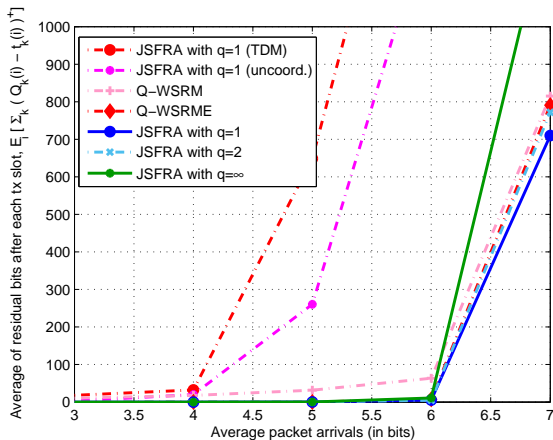 Average of residual bits after each tx slot, E_i [ Σ_k ( Q_k(i) − t_k(i) )^+]
1000
900
800
700
600
500
400
300
200
100
0
JSFRA with q=1 (TDM)
JSFRA with q=1 (uncoord.)
Q−WSRM
Q−WSRME
JSFRA with q=1
JSFRA with q=2
JSFRA with q=∞
3 3.5 4 4.5 5 5.5 6 6.5 7
Average packet arrivals (in bits)